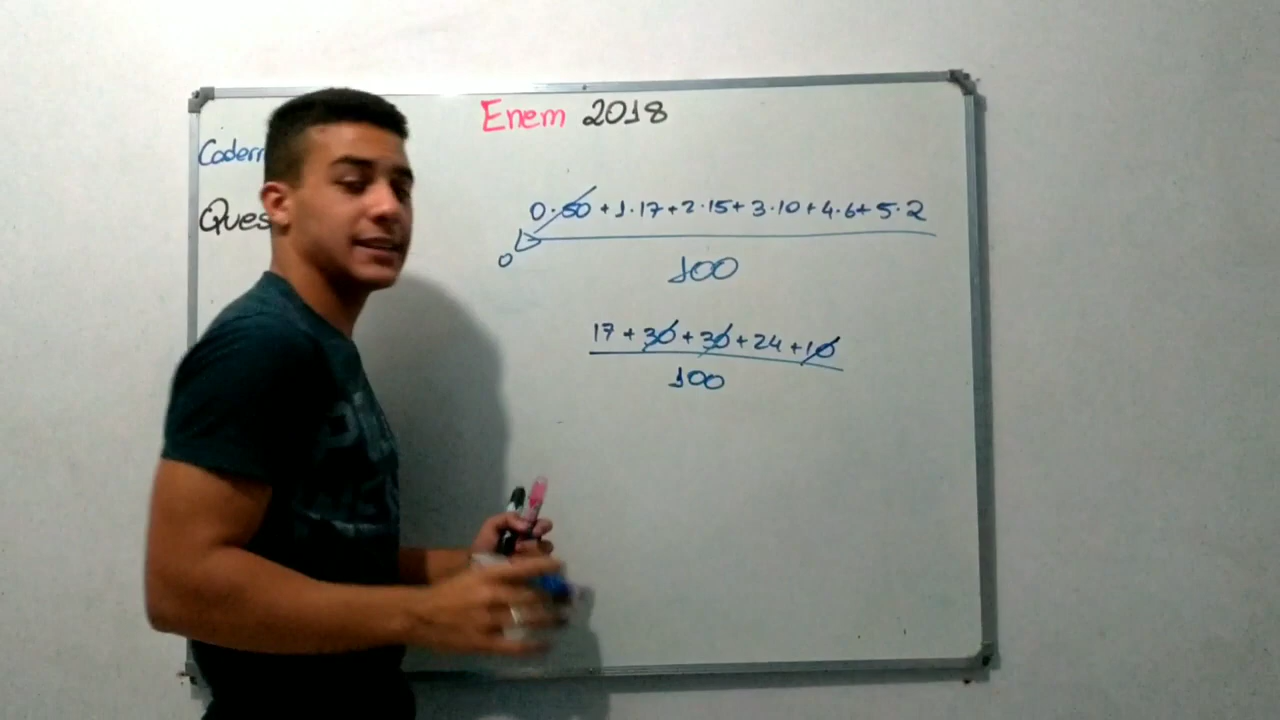 Enem 2018
Cadern
Ques
0·50 + 1·17 + 2·15 + 3·10 + 4·6 + 5·2
0
100
17 + 30 + 30 + 24 + 10
100